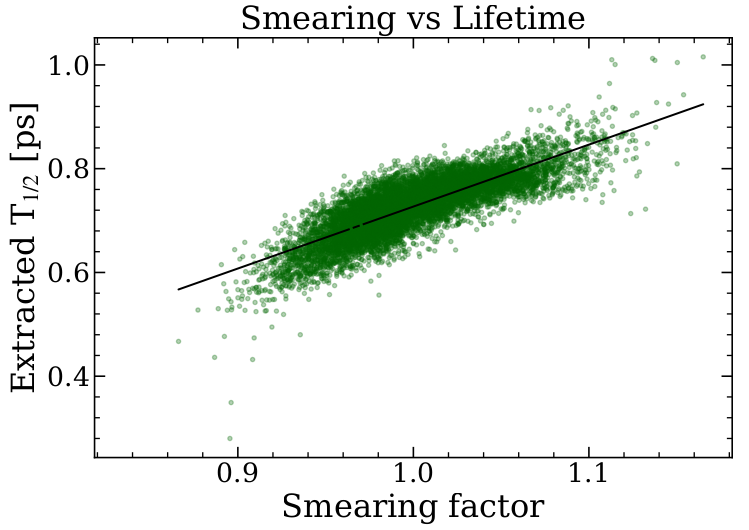 Smearing vs Lifetime
Extracted T1/2 [ps]
1.0
0.8
0.6
0.4
0.9
1.0
1.1
Smearing factor